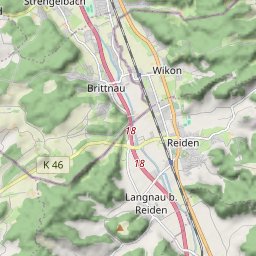 Strengelbach
Wikon
Brittnau
18
Reiden
K 46
18
Langnau b.
Reiden